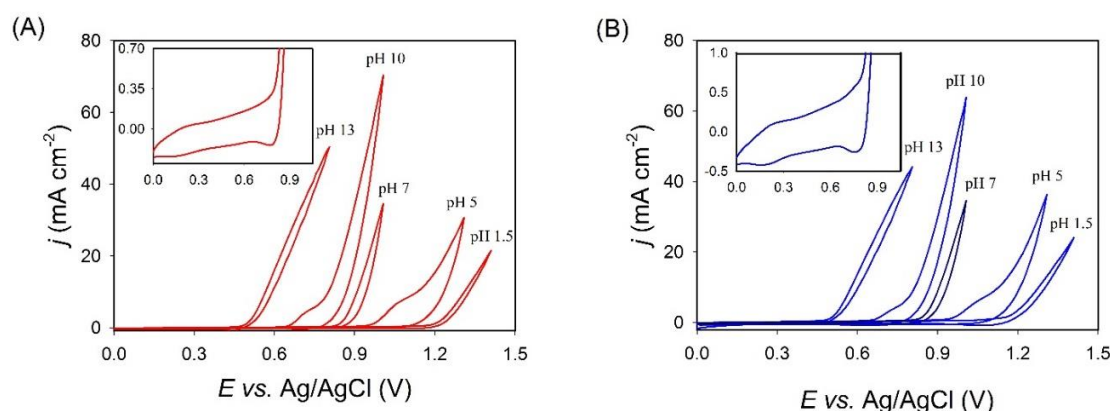 (A)
80
60
40
20
0
j (mA cm-2)
0.70
0.35
0.00
0.0 0.3 0.6 0.9
pH 10
pH 13
pH 7
pH 5
pII 1.5
0.0 0.3 0.6 0.9 1.2 1.5
E vs. Ag/AgCl (V)
(B)
80
60
40
20
0
j (mA cm-2)
1.0
0.5
0.0
-0.5
0.0 0.3 0.6 0.9
pII 10
pH 13
pII 7
pH 5
pH 1.5
0.0 0.3 0.6 0.9 1.2 1.5
E vs. Ag/AgCl (V)